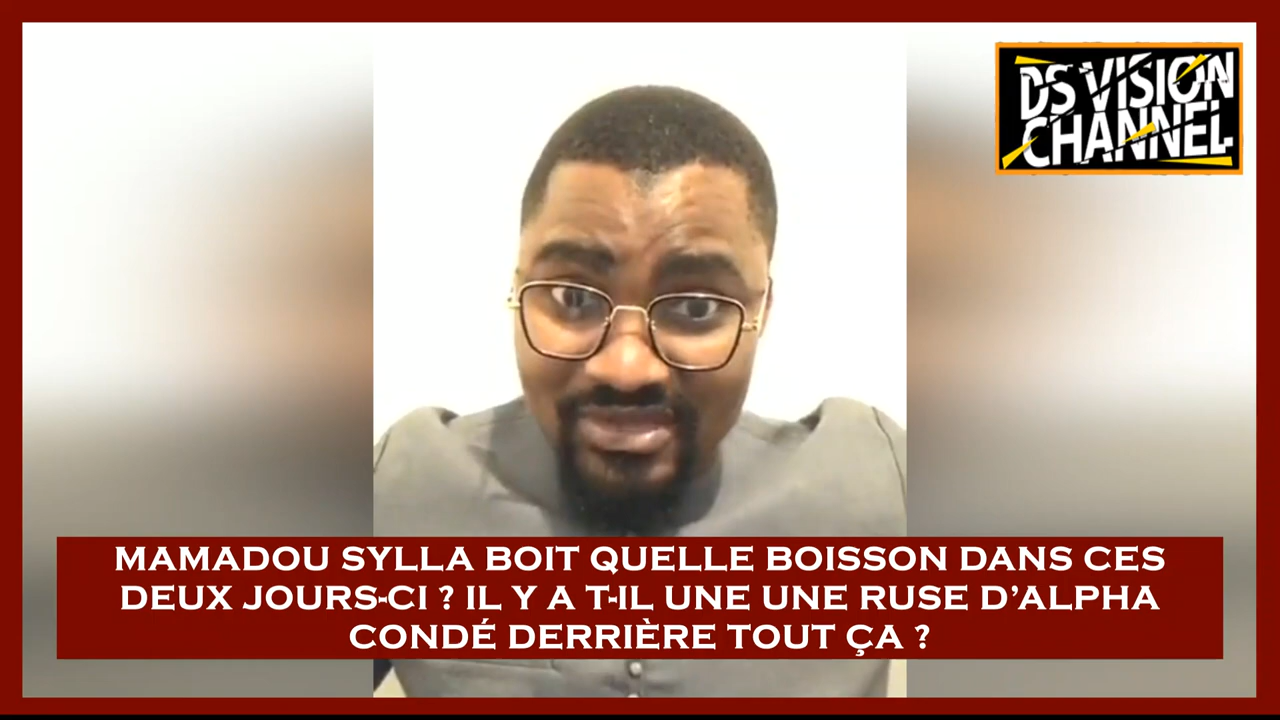 DS VISION
CHANNEL
MAMADOU SYLLA BOIT QUELLE BOISSON DANS CES
DEUX JOURS-CI ? IL Y A T-IL UNE UNE RUSE D’ALPHA
CONDÉ DERRIÈRE TOUT ÇA ?